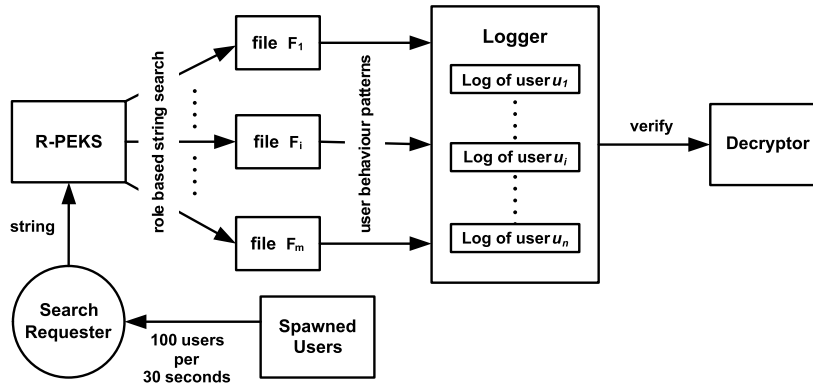 file F1
Logger
Log of user u1
R-PEKS
role based string search
file Fi
user behaviour patterns
Log of user ui
verify
Decryptor
string
file Fm
Log of user un
Search
Requester
100 users
per
30 seconds
Spawned
Users